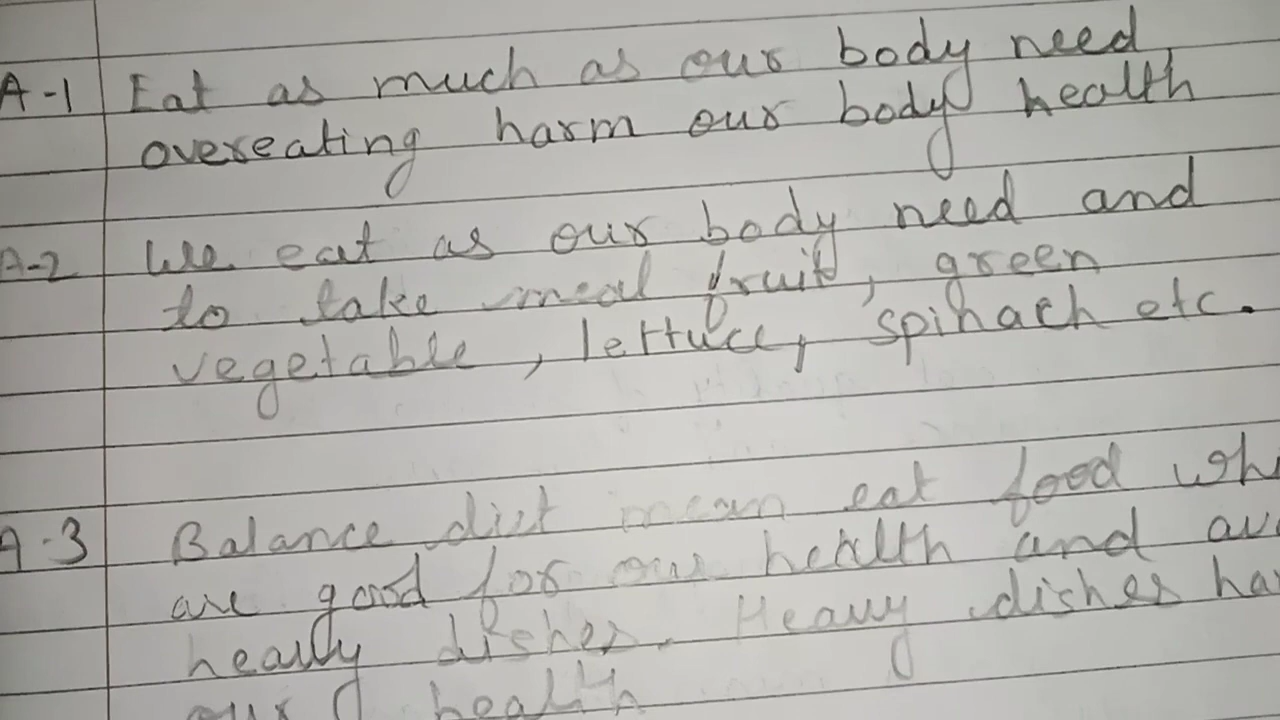 A-1 Eat as much as our body need
overeating harm our body health
A-2 We eat as our body need and
to take meal fruit, green
vegetable, lettuce, spinach etc.
A-3 Balance diet mean eat food wh
are good for our health and av
heavy dishes. Heavy dishes ha
our health